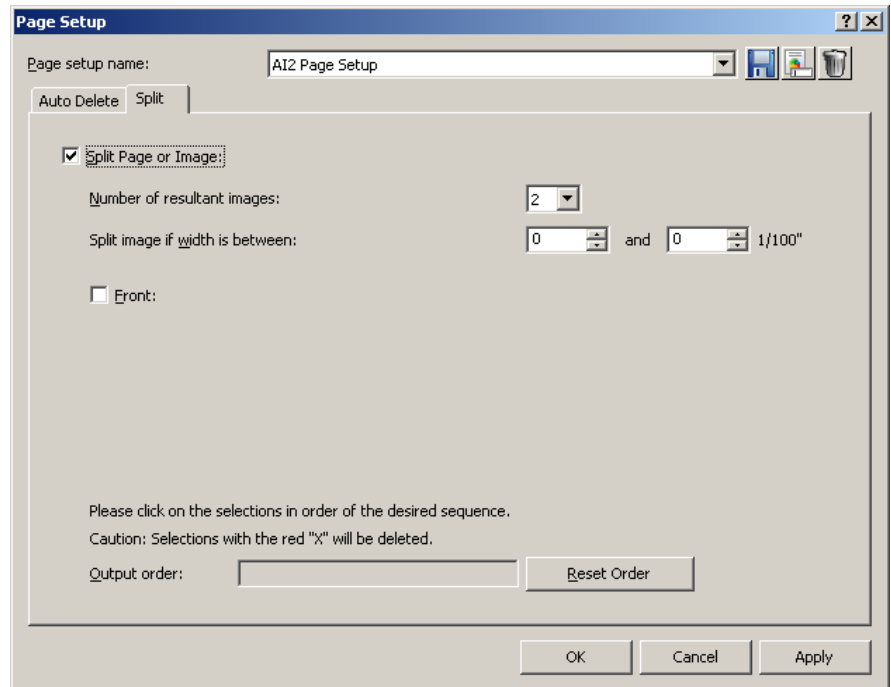 Page Setup
Page setup name: AI2 Page Setup
Auto Delete Split
Split Page or Image:
Number of resultant images: 2
Split image if width is between: 0 and 0 1/100"
Front:
Please click on the selections in order of the desired sequence.
Caution: Selections with the red "X" will be deleted.
Output order: Reset Order
OK Cancel Apply